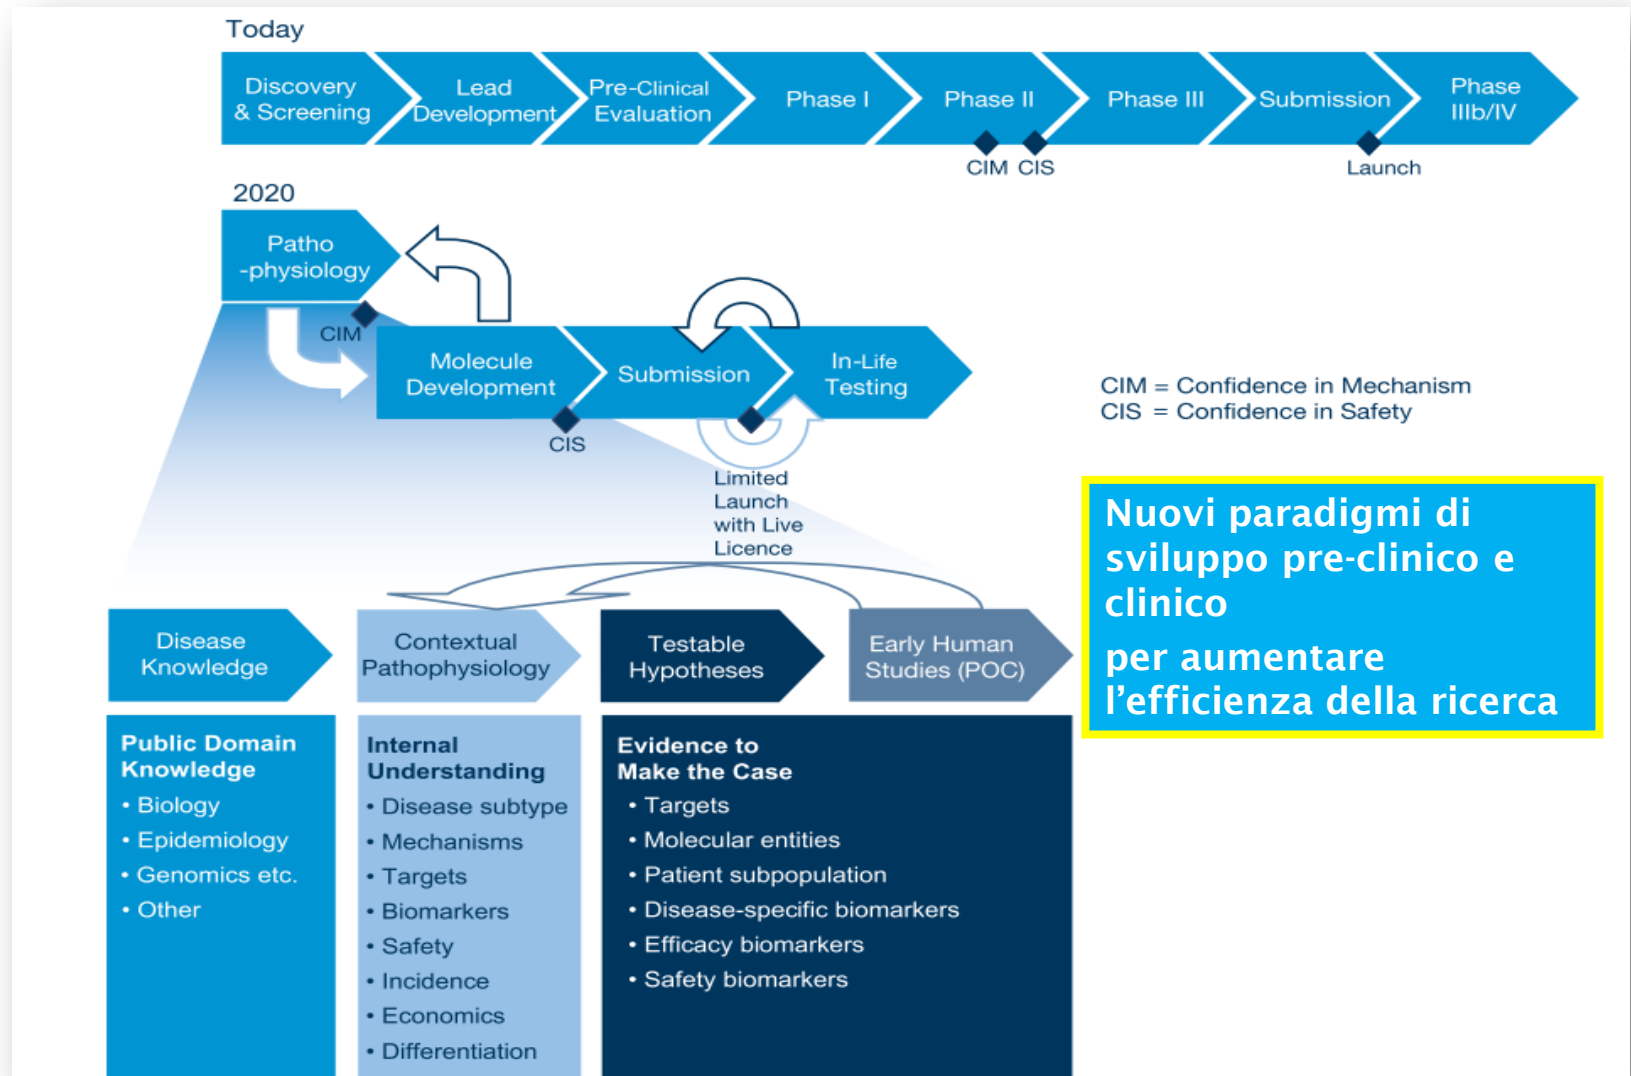 Today
Discovery
& Screening
Lead
Development
Pre-Clinical
Evaluation
Phase I
Phase II
Phase III
Submission
Phase
IIIb/IV
CIM CIS
Launch
2020
Patho
-physiology
CIM
Molecule
Development
Submission
In-Life
Testing
CIS
Limited
Launch
with Live
Licence
CIM = Confidence in Mechanism
CIS = Confidence in Safety
Nuovi paradigmi di
sviluppo pre-clinico e
clinico
per aumentare
l’efficienza della ricerca
Disease
Knowledge
Contextual
Pathophysiology
Testable
Hypotheses
Early Human
Studies (POC)
Public Domain
Knowledge
• Biology
• Epidemiology
• Genomics etc.
• Other
Internal
Understanding
• Disease subtype
• Mechanisms
• Targets
• Biomarkers
• Safety
• Incidence
• Economics
• Differentiation
Evidence to
Make the Case
• Targets
• Molecular entities
• Patient subpopulation
• Disease-specific biomarkers
• Efficacy biomarkers
• Safety biomarkers